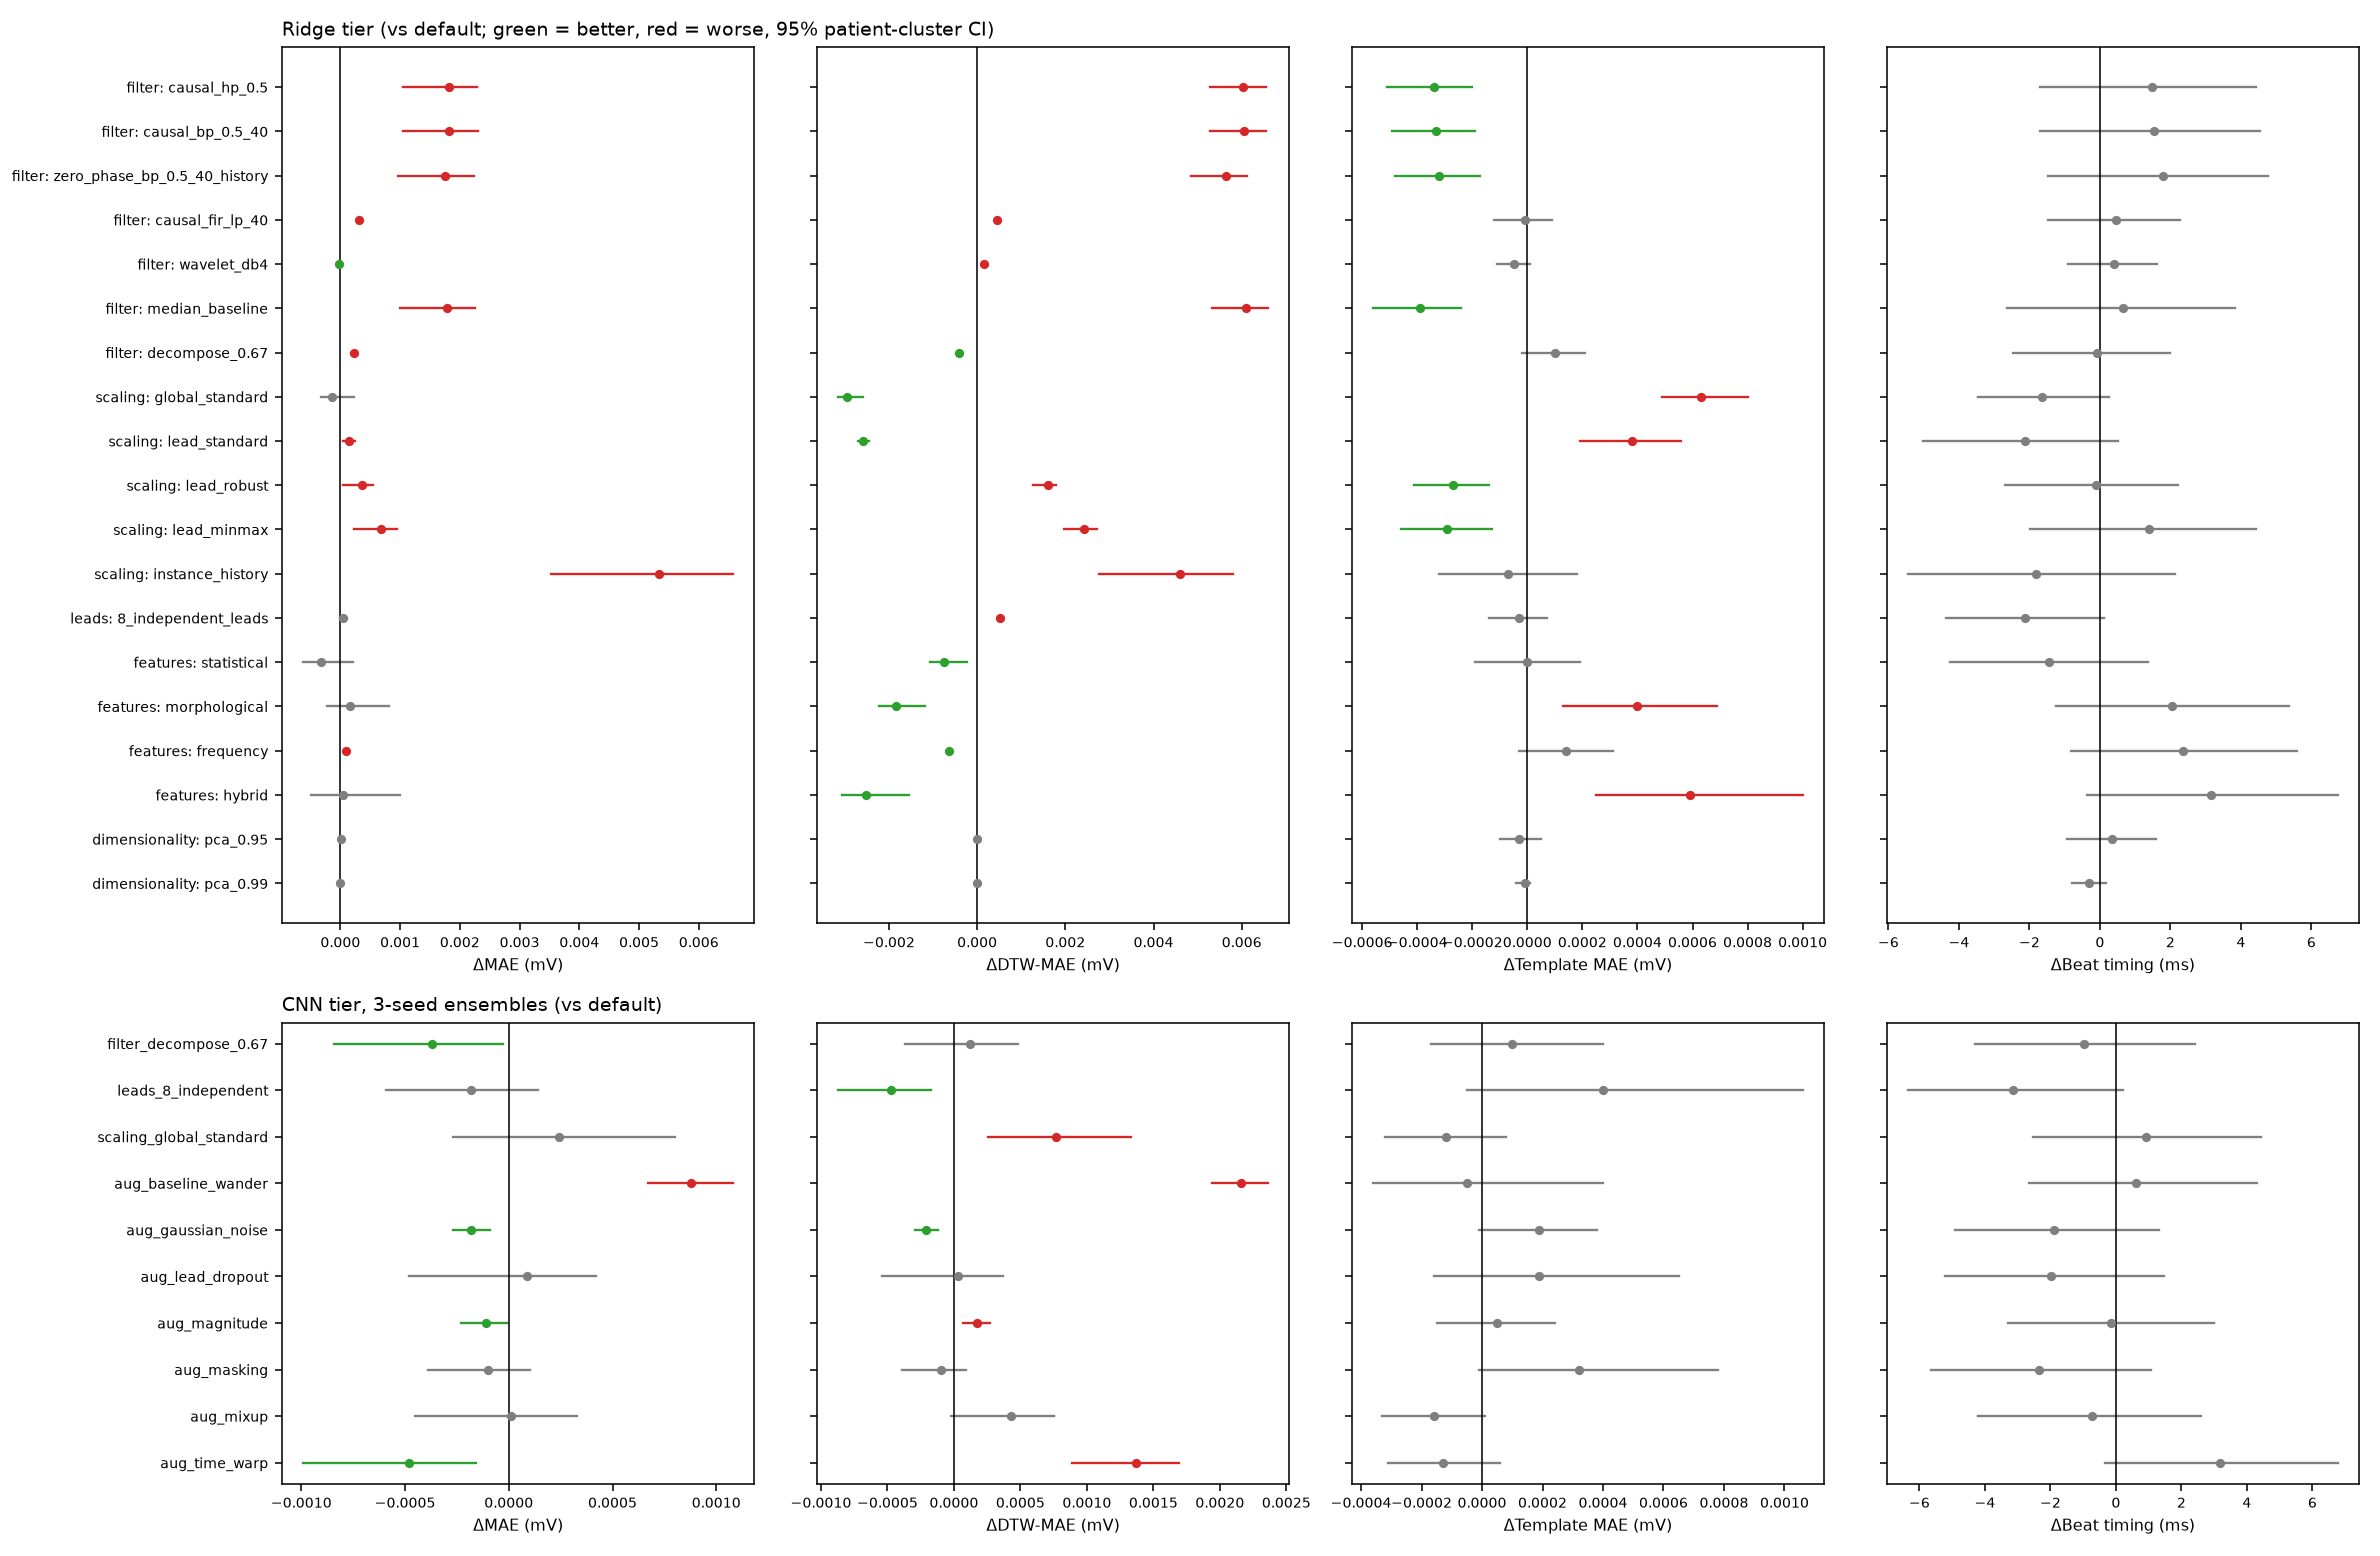 Ridge tier (vs default; green = better, red = worse, 95% patient-cluster CI)
filter: causal_hp_0.5
filter: causal_bp_0.5_40
filter: zero_phase_bp_0.5_40_history
filter: causal_fir_lp_40
filter: wavelet_db4
filter: median_baseline
filter: decompose_0.67
scaling: global_standard
scaling: lead_standard
scaling: lead_robust
scaling: lead_minmax
scaling: instance_history
leads: 8_independent_leads
features: statistical
features: morphological
features: frequency
features: hybrid
dimensionality: pca_0.95
dimensionality: pca_0.99
0.000 0.001 0.002 0.003 0.004 0.005 0.006
ΔMAE (mV)
−0.002 0.000 0.002 0.004 0.006
ΔDTW-MAE (mV)
−0.0006 −0.0004 −0.0002 0.0000 0.0002 0.0004 0.0006 0.0008 0.0010
ΔTemplate MAE (mV)
−6 −4 −2 0 2 4 6
ΔBeat timing (ms)
CNN tier, 3-seed ensembles (vs default)
filter_decompose_0.67
leads_8_independent
scaling_global_standard
aug_baseline_wander
aug_gaussian_noise
aug_lead_dropout
aug_magnitude
aug_masking
aug_mixup
aug_time_warp
−0.0010 −0.0005 0.0000 0.0005 0.0010
ΔMAE (mV)
−0.0010 −0.0005 0.0000 0.0005 0.0010 0.0015 0.0020 0.0025
ΔDTW-MAE (mV)
−0.0004 −0.0002 0.0000 0.0002 0.0004 0.0006 0.0008 0.0010
ΔTemplate MAE (mV)
−6 −4 −2 0 2 4 6
ΔBeat timing (ms)